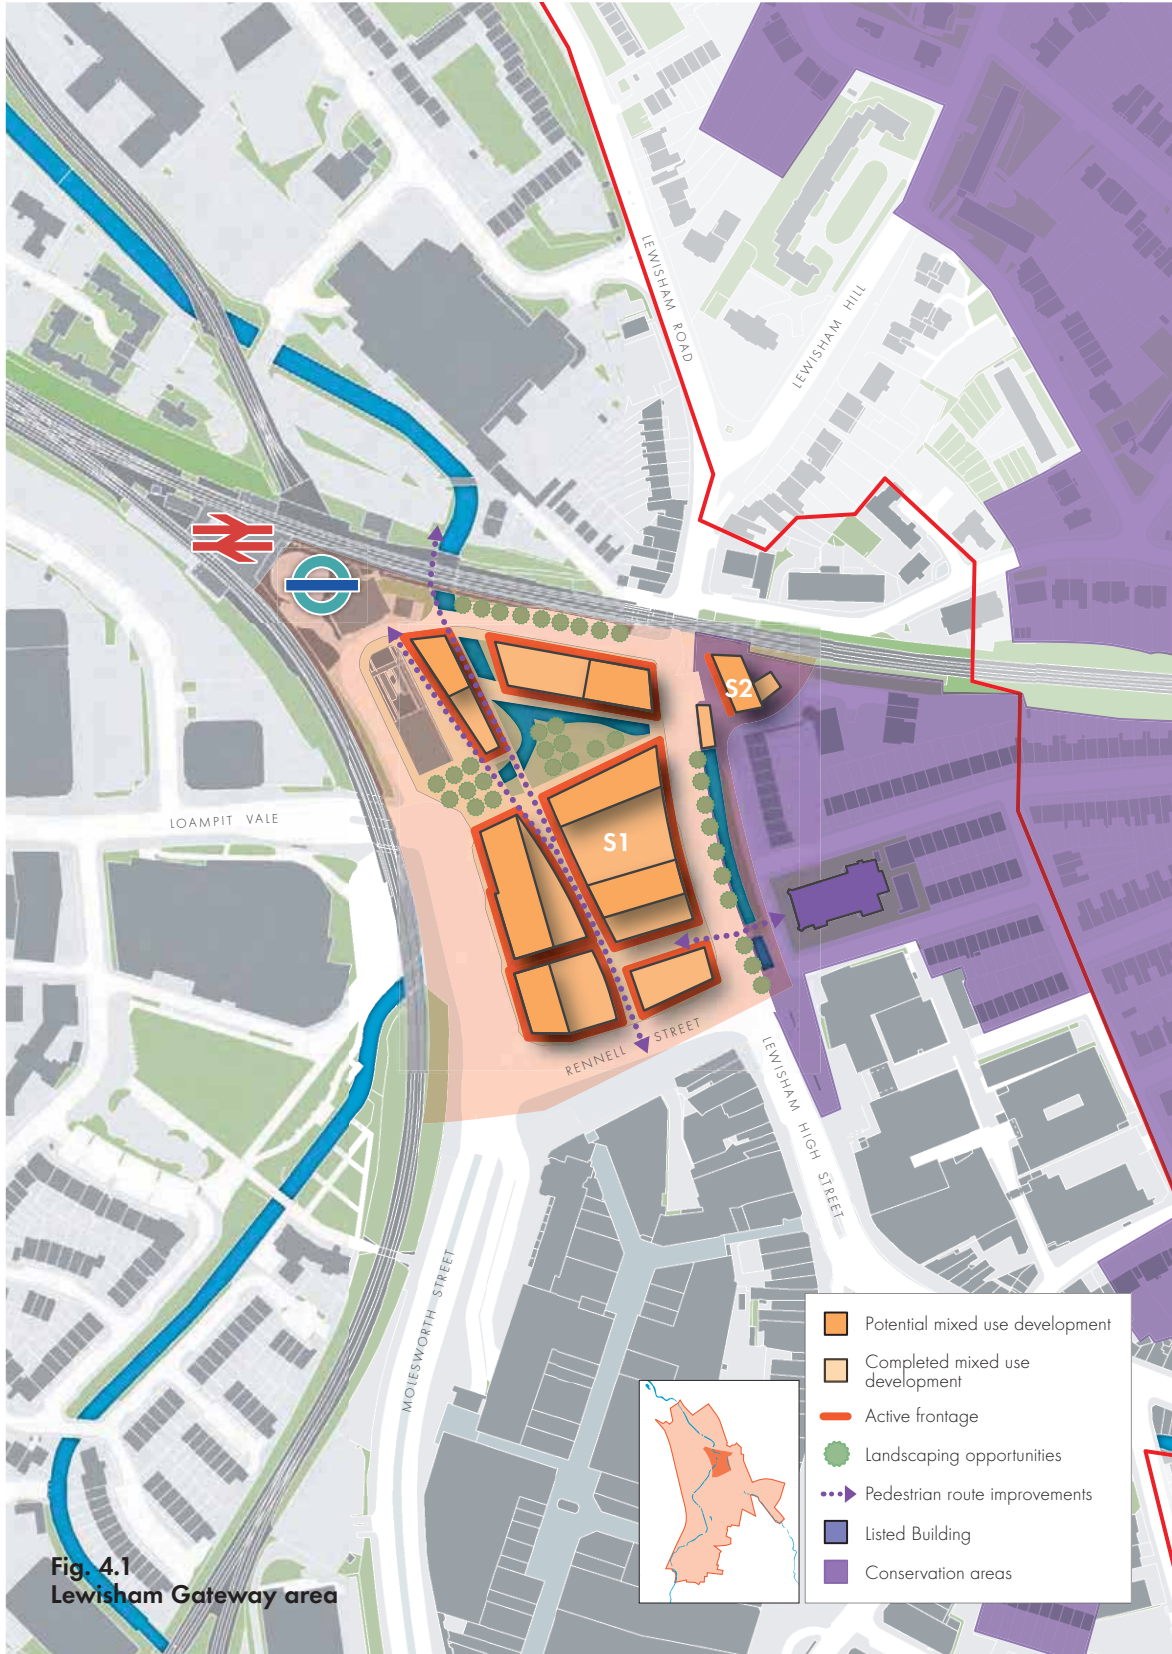 LEWISHAM ROAD
LEWISHAM HILL
S2
LOAMPIT VALE
S1
RENNELL STREET
LEWISHAM HIGH STREET
MOLESWORTH STREET
Potential mixed use development
Completed mixed use
development
Active frontage
Landscaping opportunities
Pedestrian route improvements
Listed Building
Conservation areas
Fig. 4.1
Lewisham Gateway area